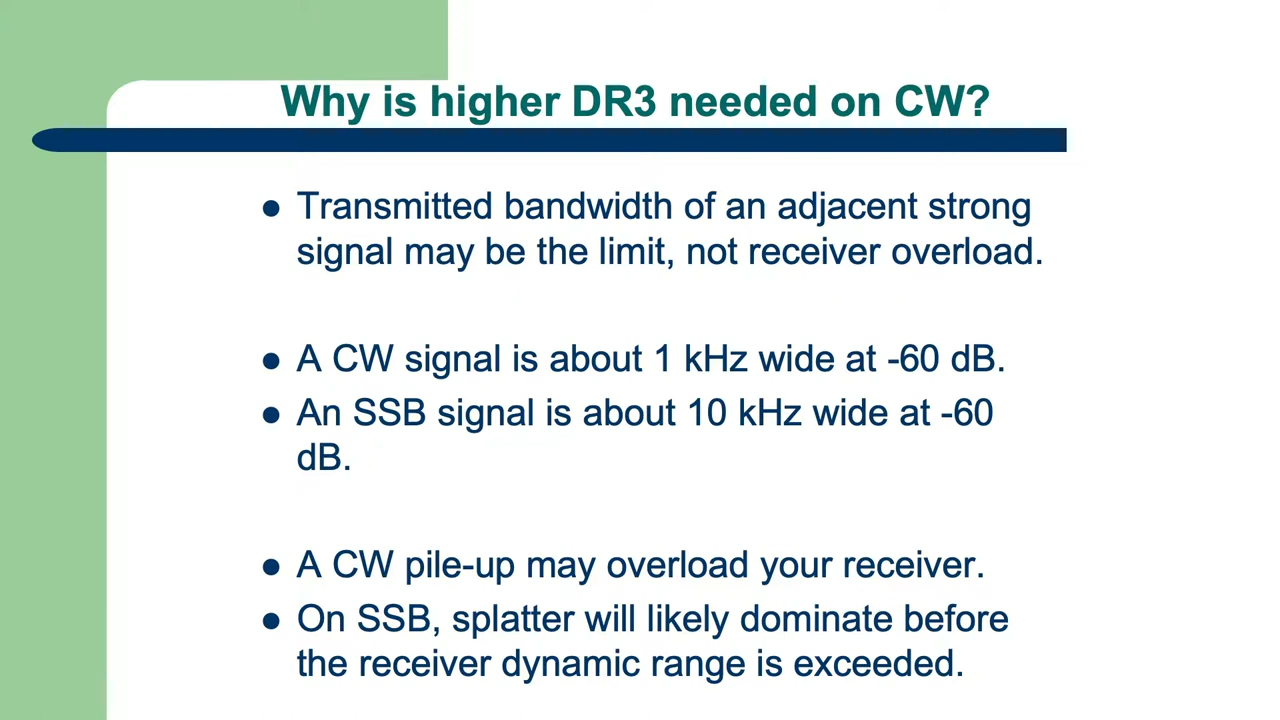 Why is higher DR3 needed on CW?
● Transmitted bandwidth of an adjacent strong
signal may be the limit, not receiver overload.
● A CW signal is about 1 kHz wide at -60 dB.
● An SSB signal is about 10 kHz wide at -60
dB.
● A CW pile-up may overload your receiver.
● On SSB, splatter will likely dominate before
the receiver dynamic range is exceeded.